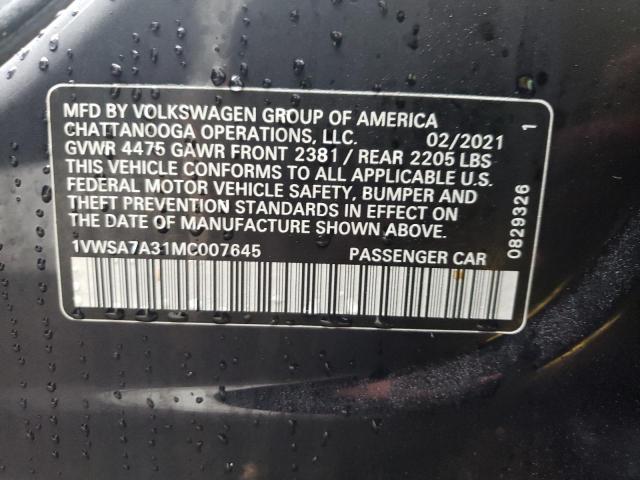 MFD BY VOLKSWAGEN GROUP OF AMERICA
CHATTANOOGA OPERATIONS, LLC. 02/2021
GVWR 4475 GAWR FRONT 2381 / REAR 2205 LBS
THIS VEHICLE CONFORMS TO ALL APPLICABLE U.S.
FEDERAL MOTOR VEHICLE SAFETY, BUMPER AND
THEFT PREVENTION STANDARDS IN EFFECT ON
THE DATE OF MANUFACTURE SHOWN ABOVE.
1VWSA7A31MC007645 PASSENGER CAR
0829326 1